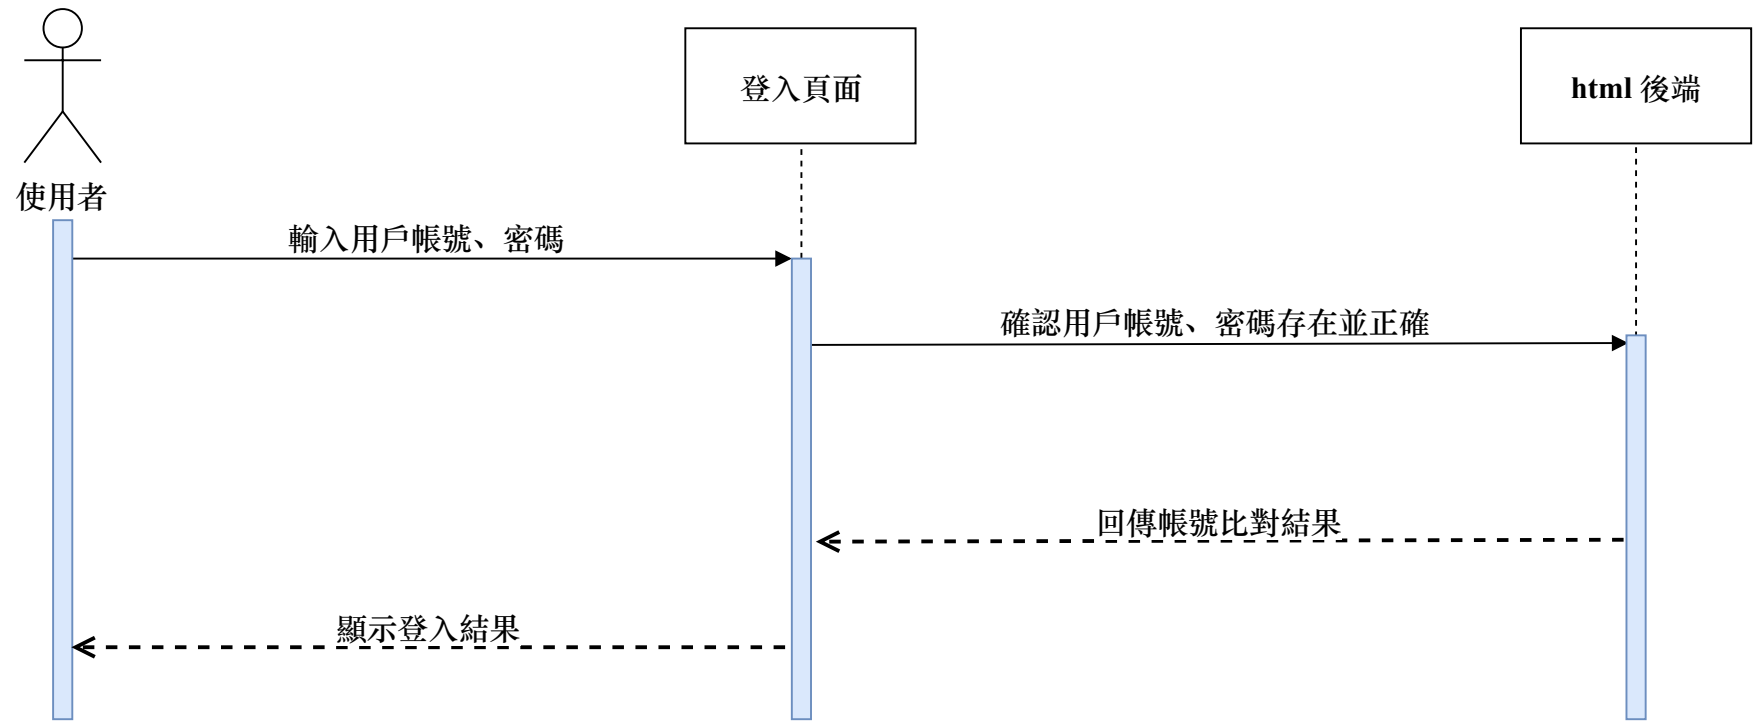 登入頁面
html 後端
使用者
輸入用戶帳號、密碼
確認用戶帳號、密碼存在並正確
回傳帳號比對結果
顯示登入結果